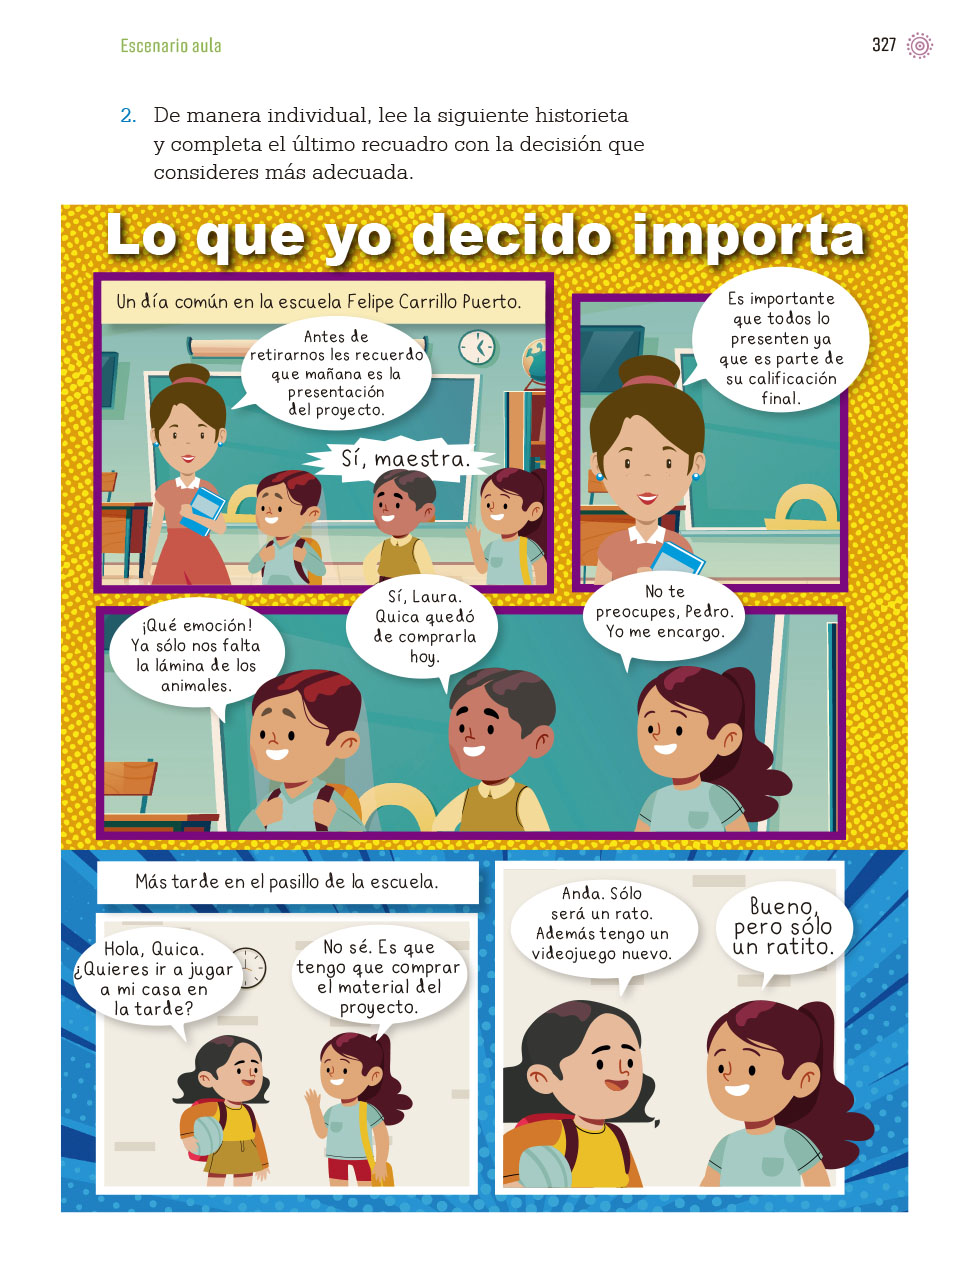 Escenario aula
327
2. De manera individual, lee la siguiente historieta
y completa el último recuadro con la decisión que
consideres más adecuada.
Lo que yo decido importa
Un día común en la escuela Felipe Carrillo Puerto.
Antes de
retirarnos les recuerdo
que mañana es la
presentación
del proyecto.
Sí, maestra.
Es importante
que todos lo
presenten ya
que es parte de
su calificación
final.
¡Qué emoción!
Ya sólo nos falta
la lámina de los
animales.
Sí, Laura.
Quica quedó
de comprarla
hoy.
No te
preocupes, Pedro.
Yo me encargo.
Más tarde en el pasillo de la escuela.
Hola, Quica.
¿Quieres ir a jugar
a mi casa en
la tarde?
No sé. Es que
tengo que comprar
el material del
proyecto.
Anda. Sólo
será un rato.
Además tengo un
videojuego nuevo.
Bueno,
pero sólo
un ratito.